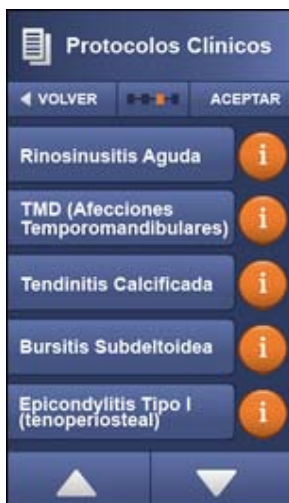 Protocolos Clínicos
VOLVER
ACEPTAR
Rinosinusitis Aguda
i
TMD (Afecciones
Temporomandibulares)
i
Tendinitis Calcificada
i
Bursitis Subdeltoidea
i
Epicondylitis Tipo I
(tenoperiosteal)
i